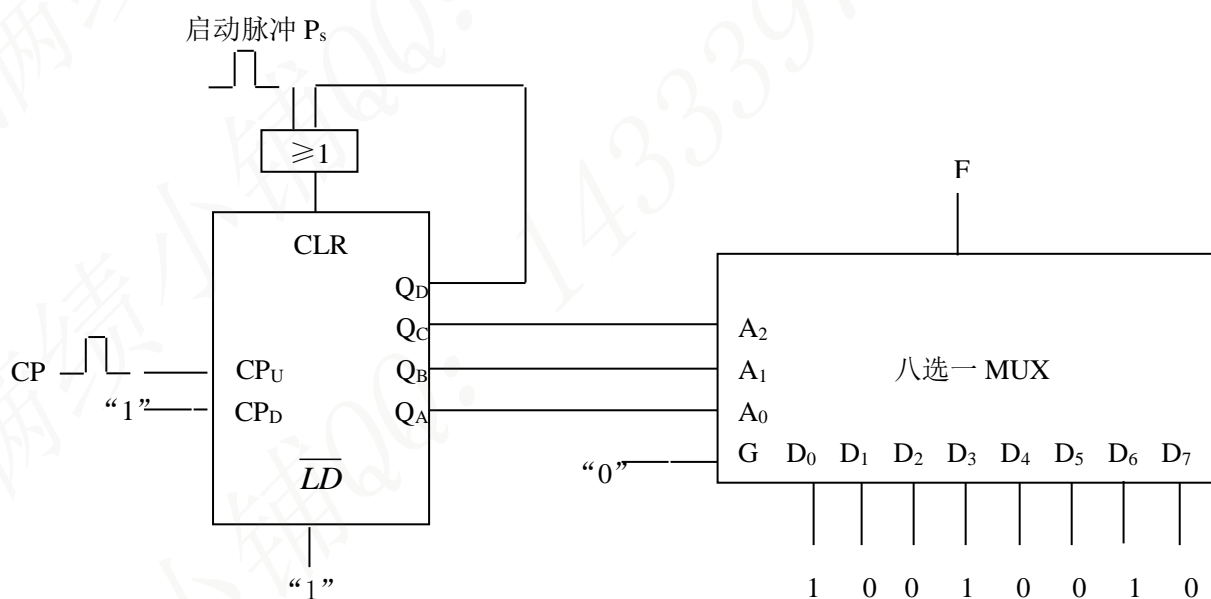 启动脉冲 Ps
≥1
CLR
QD
QC
CP CPU QB
“1” CPD QA
LD
“1”
F
A2
A1 八选一 MUX
A0
“0” G D0 D1 D2 D3 D4 D5 D6 D7
1 0 0 1 0 0 1 0